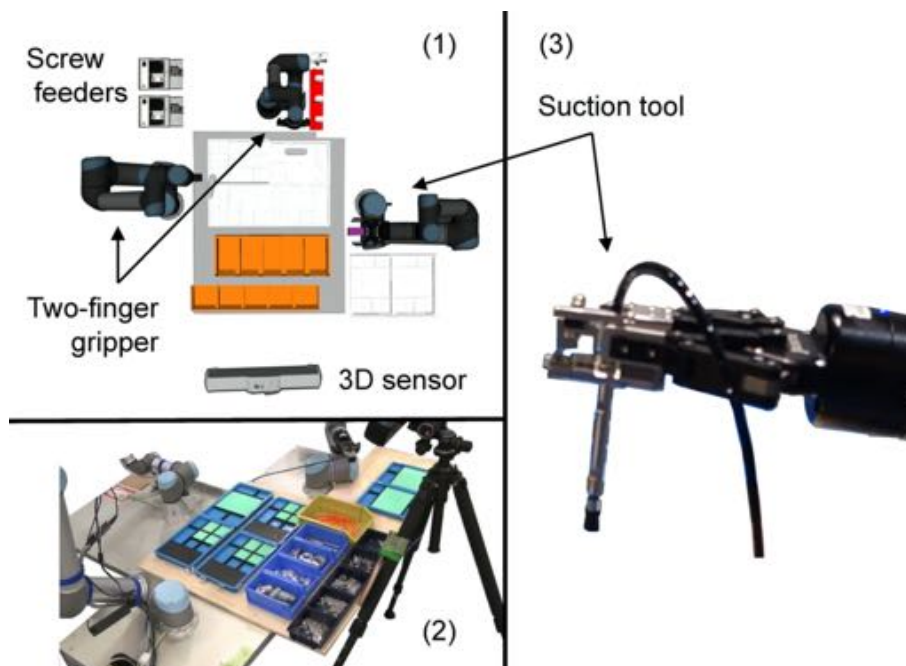 (1)
Screw
feeders
Two-finger
gripper
3D sensor
(2)
(3)
Suction tool